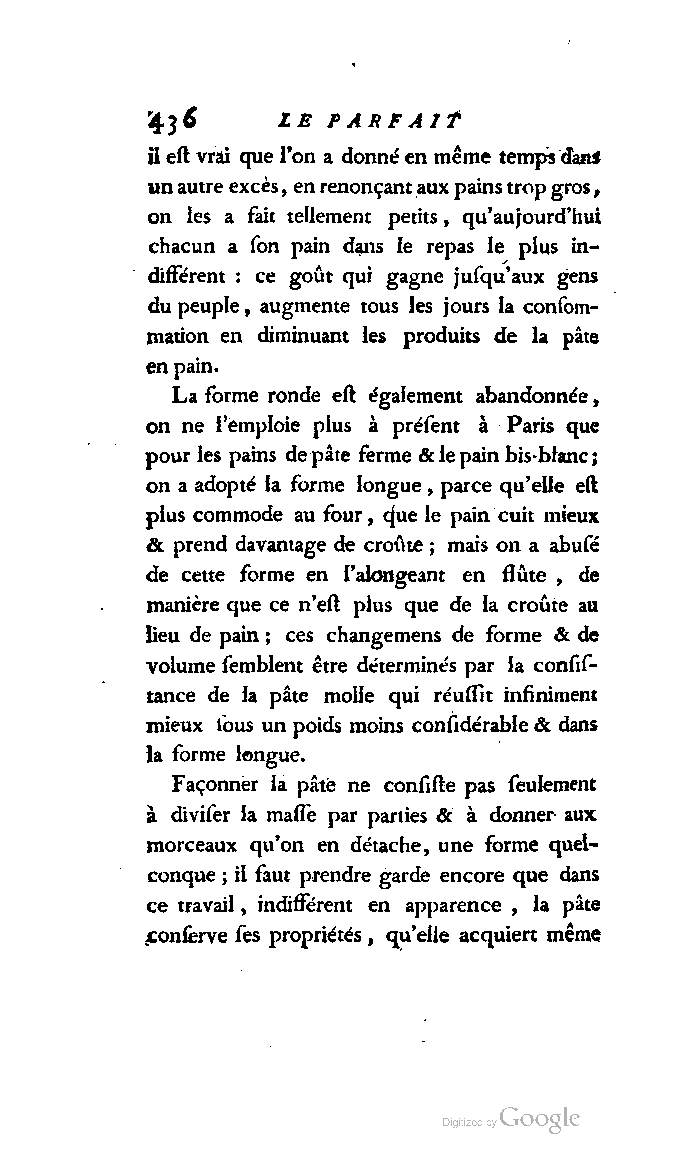 436 LE PARFAIT
il eſt vrai que l'on a donné en même temps dans
un autre excès, en renonçant aux pains trop gros,
on les a fait tellement petits, qu'aujourd'hui
chacun a ſon pain dans le repas le plus in-
différent : ce goût qui gagne juſqu'aux gens
du peuple, augmente tous les jours la conſom-
mation en diminuant les produits de la pâte
en pain.
La forme ronde eſt également abandonnée,
on ne l'emploie plus à préſent à Paris que
pour les pains de pâte ferme & le pain bis-blanc;
on a adopté la forme longue, parce qu'elle eſt
plus commode au four, que le pain cuit mieux
& prend davantage de croûte; mais on a abuſé
de cette forme en l'alongeant en flûte, de
manière que ce n'eſt plus que de la croûte au
lieu de pain; ces changemens de forme & de
volume ſemblent être déterminés par la conſiſ-
tance de la pâte molle qui réuſſit infiniment
mieux ſous un poids moins conſidérable & dans
la forme longue.
Façonner la pâte ne conſiſte pas ſeulement
à diviſer la maſſe par parties & à donner aux
morceaux qu'on en détache, une forme quel-
conque; il faut prendre garde encore que dans
ce travail, indifférent en apparence, la pâte
conſerve ſes propriétés, qu'elle acquiert même
Digitized by Google